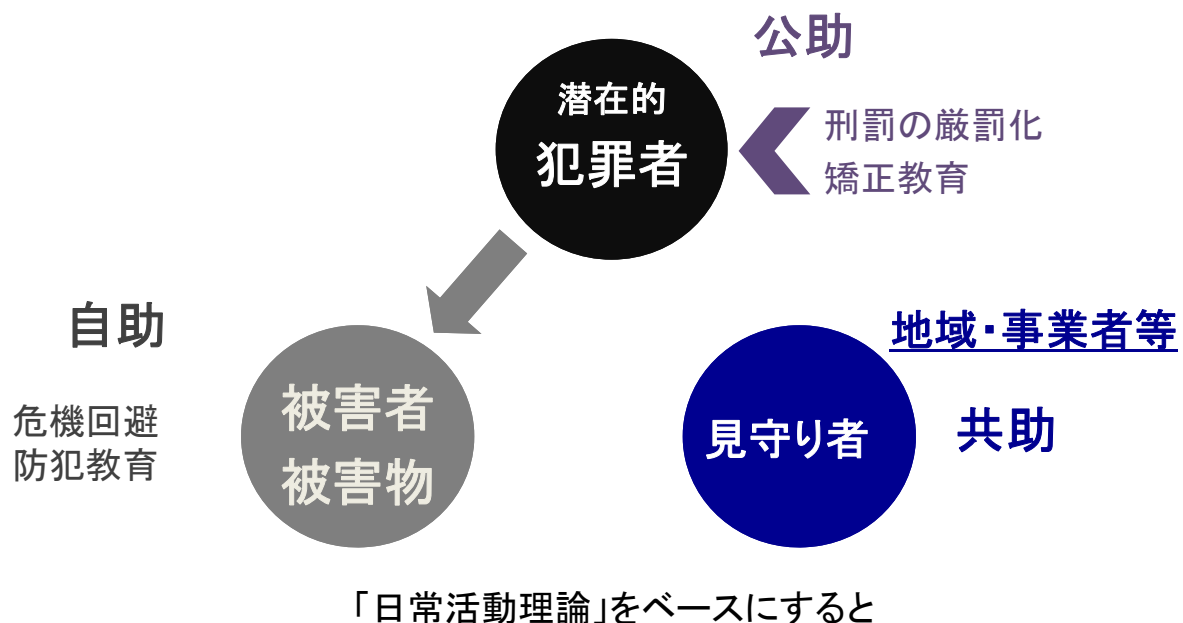 公助
潜在的
犯罪者
刑罰の厳罰化
矯正教育
自助
地域・事業者等
危機回避
防犯教育
被害者
被害物
見守り者
共助
「日常活動理論」をベースにすると